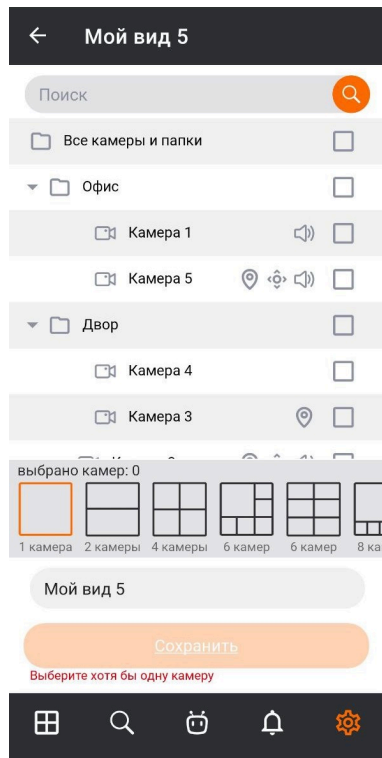 Мой вид 5
Поиск
Все камеры и папки
Офис
Камера 1
Камера 5
Двор
Камера 4
Камера 3
выбрано камер: 0
1 камера 2 камеры 4 камеры 6 камер 6 камер 8 ка
Мой вид 5
Сохранить
Выберите хотя бы одну камеру